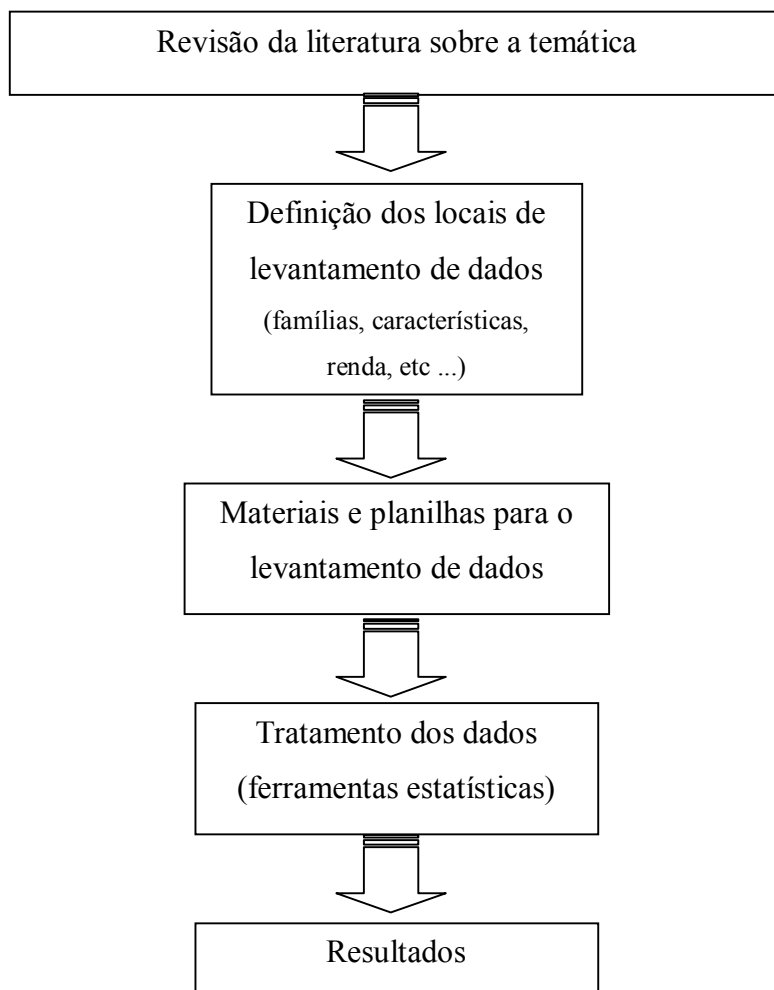 Revisão da literatura sobre a temática
Definição dos locais de
levantamento de dados
(famílias, características,
renda, etc ...)
Materiais e planilhas para o
levantamento de dados
Tratamento dos dados
(ferramentas estatísticas)
Resultados